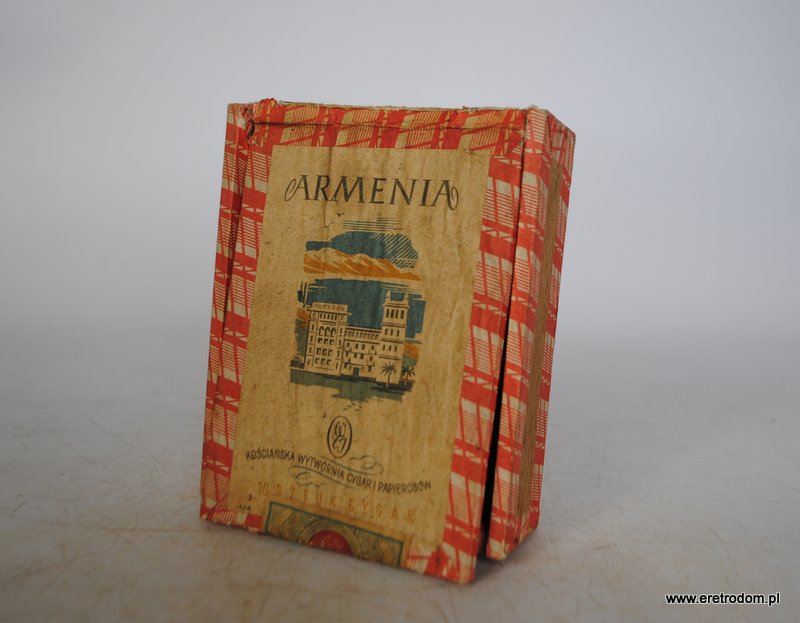 ARMENIA
KOŚCIAŃSKA WYTWÓRNIA CYGAR I PAPIEROSÓW
10 SZTUK CYGAR
www.eretrodom.pl